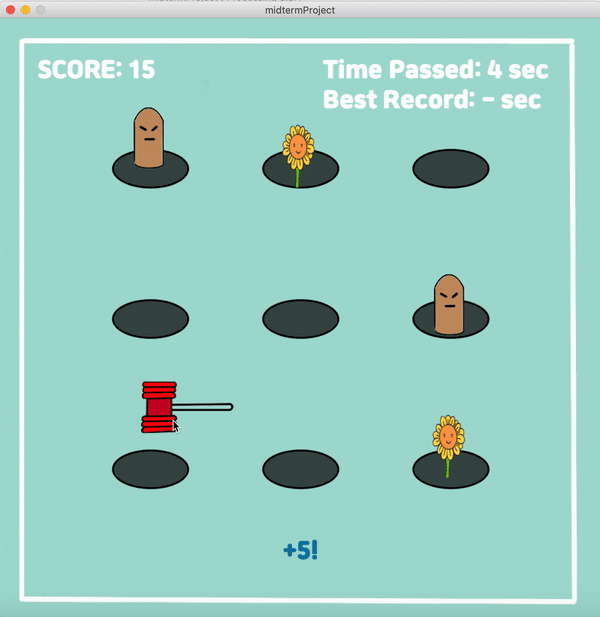 midtermProject
SCORE: 15
Time Passed: 4 sec
Best Record: - sec
+5!